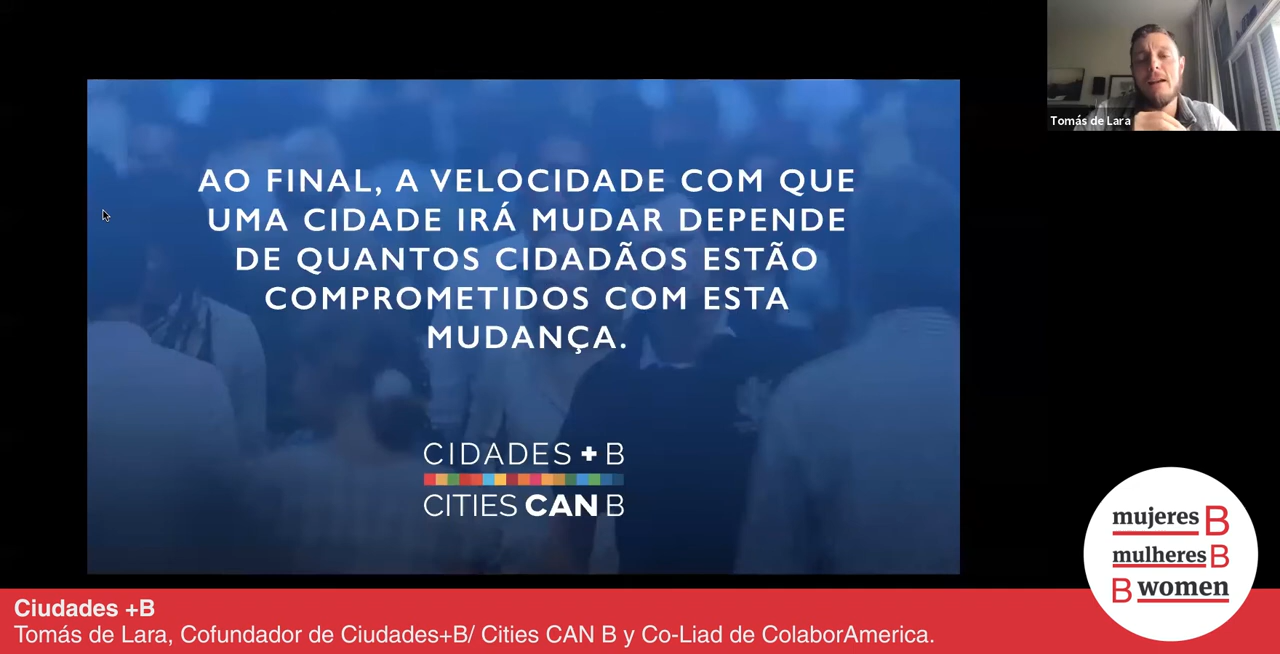 Tomás de Lara
AO FINAL, A VELOCIDADE COM QUE
UMA CIDADE IRÁ MUDAR DEPENDE
DE QUANTOS CIDADÃOS ESTÃO
COMPROMETIDOS COM ESTA
MUDANÇA.
CIDADES + B
CITIES CAN B
mujeres B
mulheres B
B women
Ciudades +B
Tomás de Lara, Cofundador de Ciudades+B/ Cities CAN B y Co-Liad de ColaborAmerica.